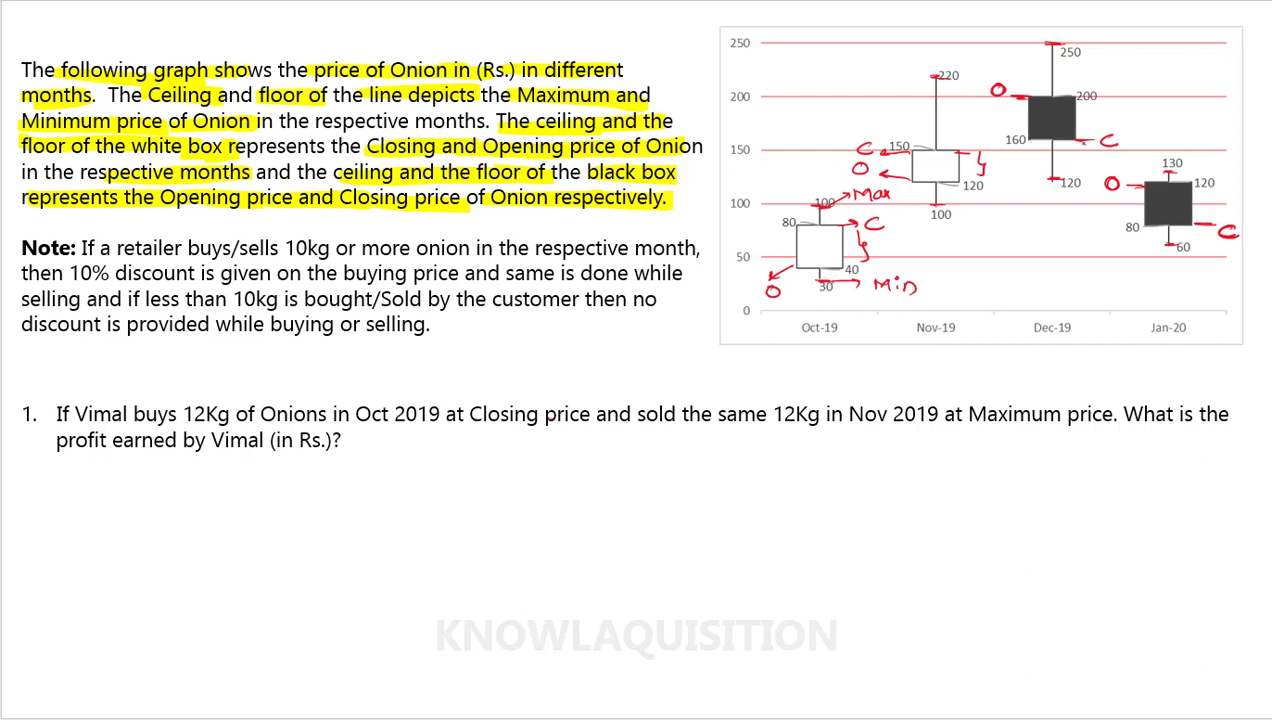 The following graph shows the price of Onion in (Rs.) in different
months. The Ceiling and floor of the line depicts the Maximum and
Minimum price of Onion in the respective months. The ceiling and the
floor of the white box represents the Closing and Opening price of Onion
in the respective months and the ceiling and the floor of the black box
represents the Opening price and Closing price of Onion respectively.
Note: If a retailer buys/sells 10kg or more onion in the respective month,
then 10% discount is given on the buying price and same is done while
selling and if less than 10kg is bought/Sold by the customer then no
discount is provided while buying or selling.
250
200
150
100
50
0
100
Max
80
C
40
O
30
Min
220
C
150
O
120
100
250
O
200
160
C
120
130
O
120
80
C
60
Oct-19 Nov-19 Dec-19 Jan-20
1. If Vimal buys 12Kg of Onions in Oct 2019 at Closing price and sold the same 12Kg in Nov 2019 at Maximum price. What is the
profit earned by Vimal (in Rs.)?
KNOWLAQUISITION